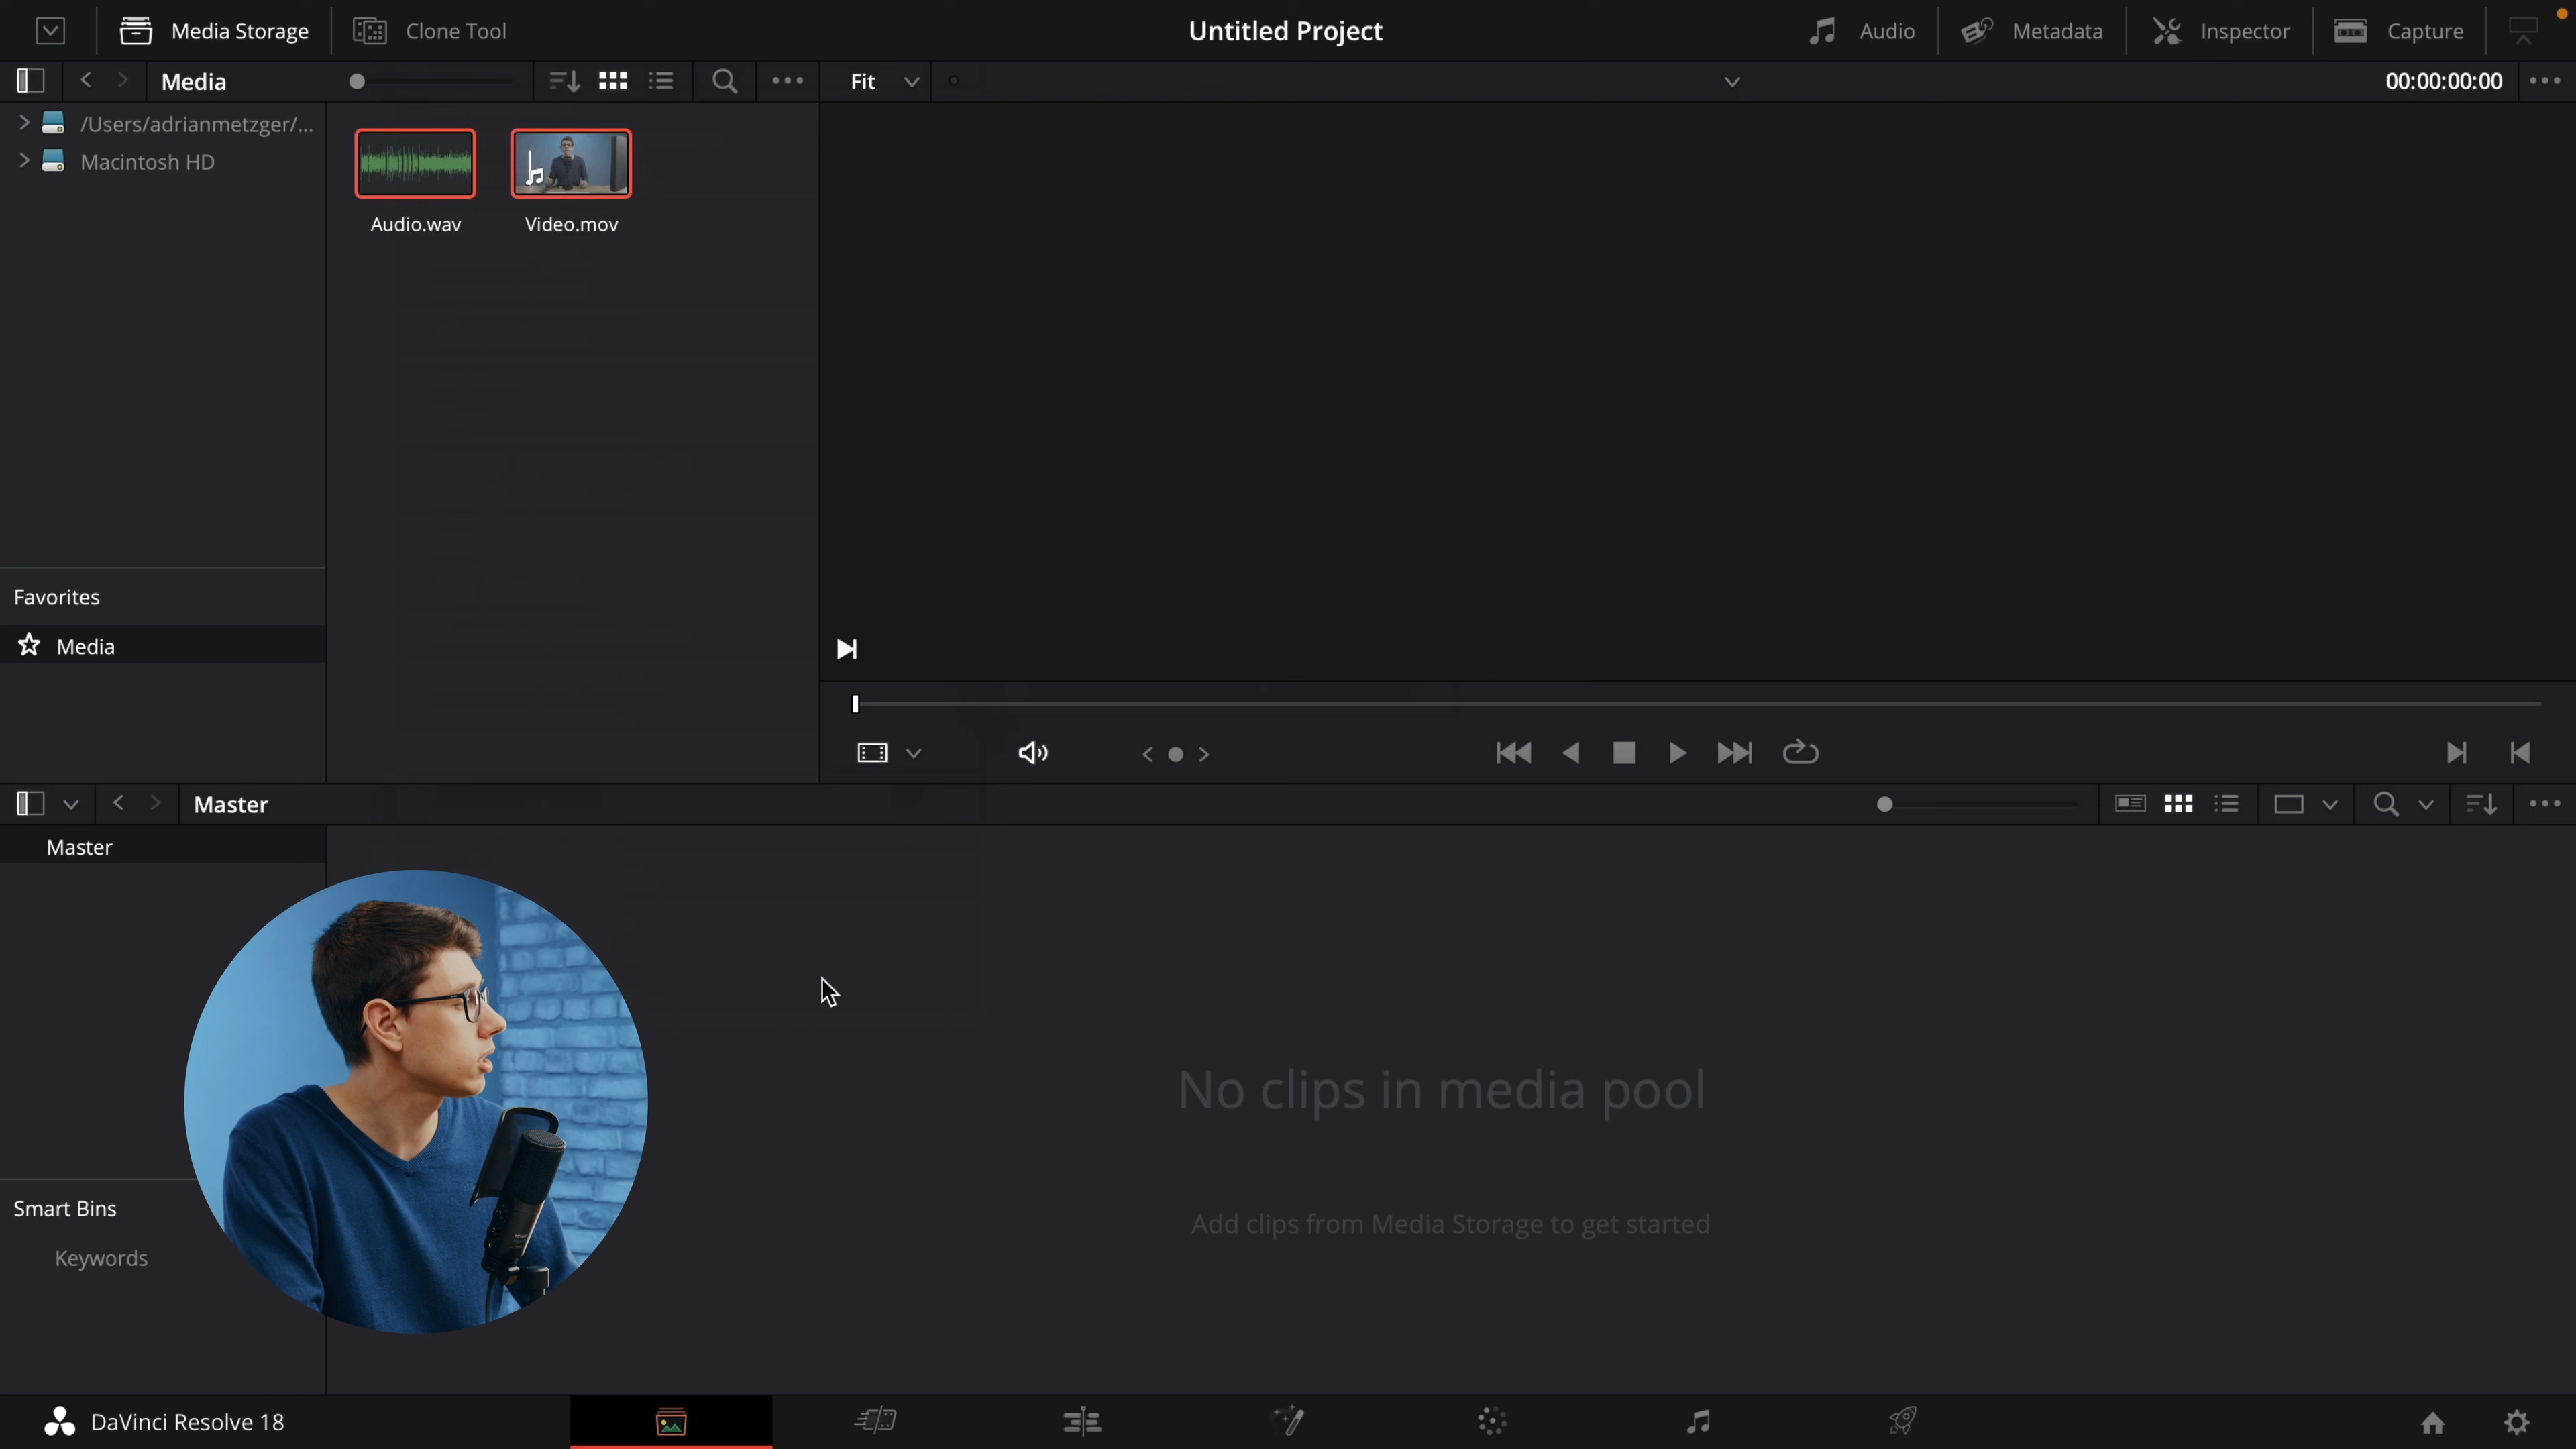 Media Storage
Clone Tool
Untitled Project
Audio
Metadata
Inspector
Capture
Media
Fit
00:00:00:00
/Users/adrianmetzger/...
Macintosh HD
Audio.wav
Video.mov
Favorites
Media
Master
Master
No clips in media pool
Add clips from Media Storage to get started
Smart Bins
Keywords
DaVinci Resolve 18